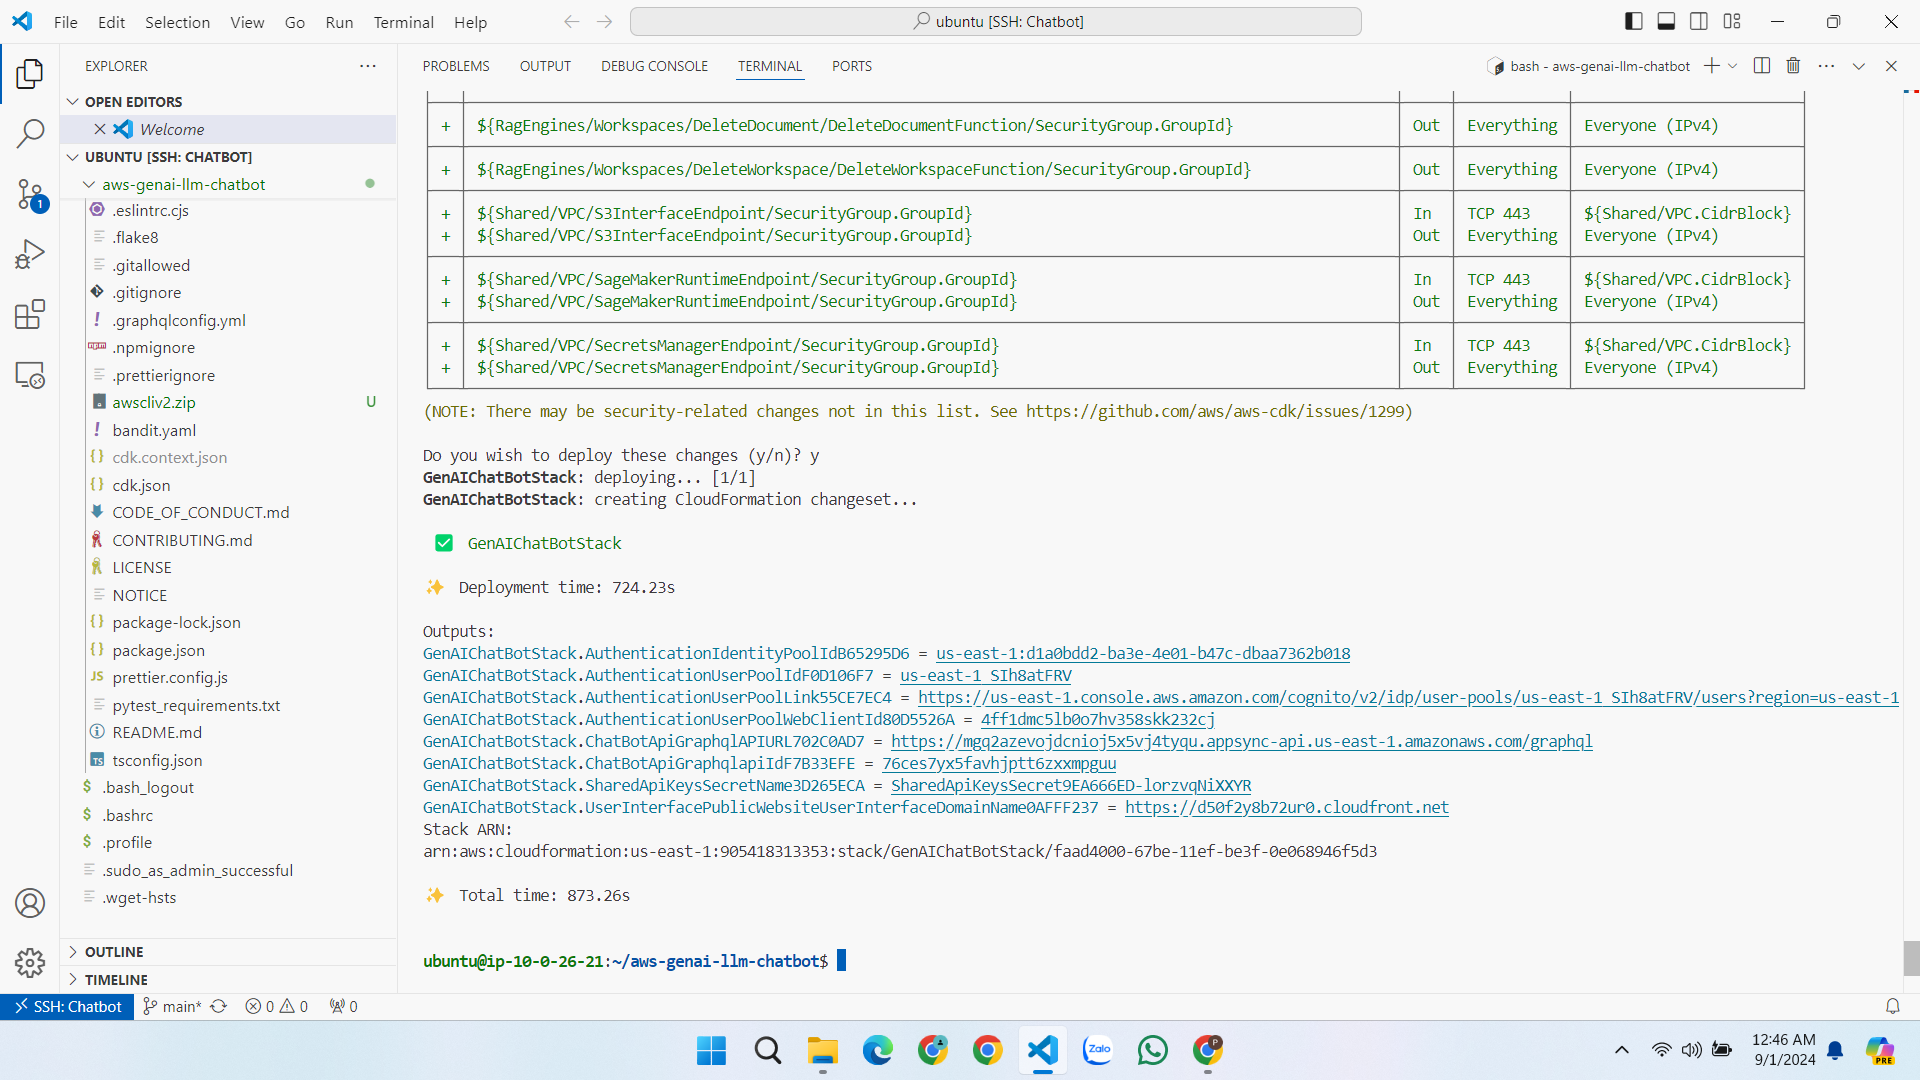 File Edit Selection View Go Run Terminal Help
ubuntu [SSH: Chatbot]
EXPLORER
OPEN EDITORS
Welcome
UBUNTU [SSH: CHATBOT]
aws-genai-llm-chatbot
.eslintrc.cjs
.flake8
.gitallowed
.gitignore
.graphqlconfig.yml
.npmignore
.prettierignore
awscliv2.zip U
bandit.yaml
cdk.context.json
cdk.json
CODE_OF_CONDUCT.md
CONTRIBUTING.md
LICENSE
NOTICE
package-lock.json
package.json
prettier.config.js
pytest_requirements.txt
README.md
tsconfig.json
.bash_logout
.bashrc
.profile
.sudo_as_admin_successful
.wget-hsts
OUTLINE
TIMELINE
PROBLEMS OUTPUT DEBUG CONSOLE TERMINAL PORTS
bash - aws-genai-llm-chatbot
+ ${RagEngines/Workspaces/DeleteDocument/DeleteDocumentFunction/SecurityGroup.GroupId} Out Everything Everyone (IPv4)
+ ${RagEngines/Workspaces/DeleteWorkspace/DeleteWorkspaceFunction/SecurityGroup.GroupId} Out Everything Everyone (IPv4)
+ ${Shared/VPC/S3InterfaceEndpoint/SecurityGroup.GroupId} In TCP 443 ${Shared/VPC.CidrBlock}
+ ${Shared/VPC/S3InterfaceEndpoint/SecurityGroup.GroupId} Out Everything Everyone (IPv4)
+ ${Shared/VPC/SageMakerRuntimeEndpoint/SecurityGroup.GroupId} In TCP 443 ${Shared/VPC.CidrBlock}
+ ${Shared/VPC/SageMakerRuntimeEndpoint/SecurityGroup.GroupId} Out Everything Everyone (IPv4)
+ ${Shared/VPC/SecretsManagerEndpoint/SecurityGroup.GroupId} In TCP 443 ${Shared/VPC.CidrBlock}
+ ${Shared/VPC/SecretsManagerEndpoint/SecurityGroup.GroupId} Out Everything Everyone (IPv4)
(NOTE: There may be security-related changes not in this list. See https://github.com/aws/aws-cdk/issues/1299)
Do you wish to deploy these changes (y/n)? y
GenAIChatBotStack: deploying... [1/1]
GenAIChatBotStack: creating CloudFormation changeset...
✅ GenAIChatBotStack
✨ Deployment time: 724.23s
Outputs:
GenAIChatBotStack.AuthenticationIdentityPoolIdB65295D6 = us-east-1:d1a0bdd2-ba3e-4e01-b47c-dbaa7362b018
GenAIChatBotStack.AuthenticationUserPoolIdF0D106F7 = us-east-1_SIh8atFRV
GenAIChatBotStack.AuthenticationUserPoolLink55CE7EC4 = https://us-east-1.console.aws.amazon.com/cognito/v2/idp/user-pools/us-east-1_SIh8atFRV/users?region=us-east-1
GenAIChatBotStack.AuthenticationUserPoolWebClientId80D5526A = 4ff1dmc5lb0o7hv358skk232cj
GenAIChatBotStack.ChatBotApiGraphqlAPIURL702C0AD7 = https://mgq2azevojdcnioj5x5vj4tyqu.appsync-api.us-east-1.amazonaws.com/graphql
GenAIChatBotStack.ChatBotApiGraphqlapiIdF7B33EFE = 76ces7yx5favhjptt6zxxmpguu
GenAIChatBotStack.SharedApiKeysSecretName3D265ECA = SharedApiKeysSecret9EA666ED-lorzvqNiXXYR
GenAIChatBotStack.UserInterfacePublicWebsiteUserInterfaceDomainName0AFFF237 = https://d50f2y8b72ur0.cloudfront.net
Stack ARN:
arn:aws:cloudformation:us-east-1:905418313353:stack/GenAIChatBotStack/faad4000-67be-11ef-be3f-0e068946f5d3
✨ Total time: 873.26s
ubuntu@ip-10-0-26-21:~/aws-genai-llm-chatbot$
1
SSH: Chatbot main* 0 0 0
Zalo
P
12:46 AM
9/1/2024
PRE